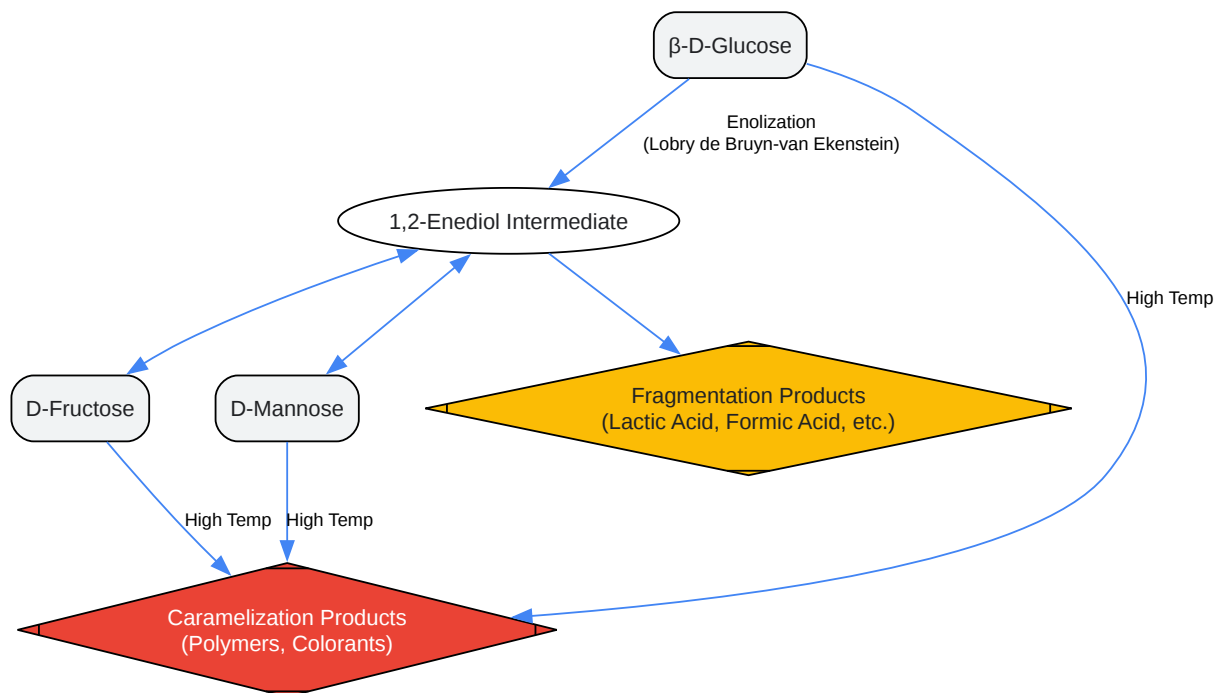 β-D-Glucose
Enolization
(Lobry de Bruyn-van Ekenstein)
1,2-Enediol Intermediate
High Temp
D-Fructose
D-Mannose
Fragmentation Products
(Lactic Acid, Formic Acid, etc.)
High Temp
High Temp
Caramelization Products
(Polymers, Colorants)